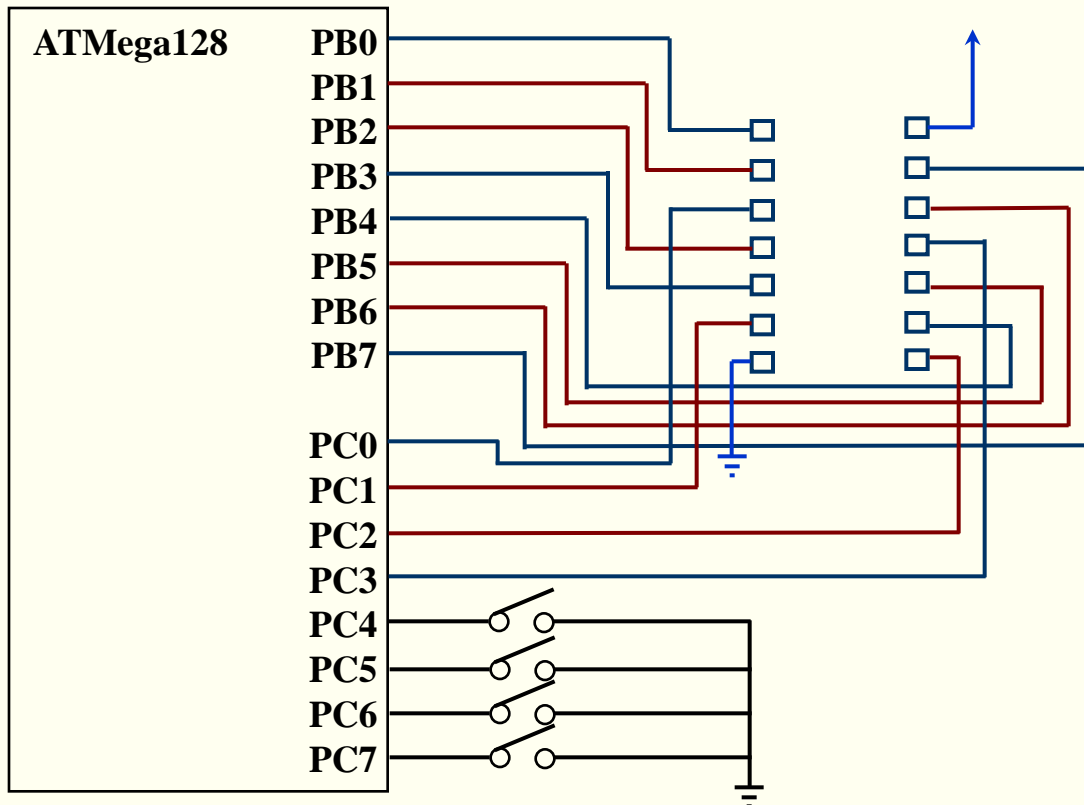 ATMega128
PB0
PB1
PB2
PB3
PB4
PB5
PB6
PB7
PC0
PC1
PC2
PC3
PC4
PC5
PC6
PC7